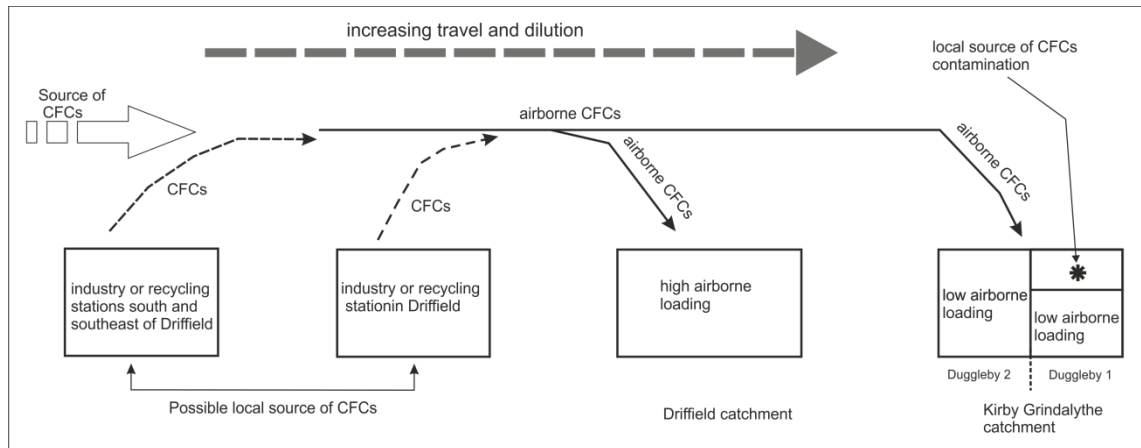 increasing travel and dilution
local source of CFCs
contamination
Source of
CFCs
airborne CFCs
airborne CFCs
airborne CFCs
CFCs
CFCs
industry or recycling
stations south and
southeast of Driffield
industry or recycling
stationin Driffield
high airborne
loading
low airborne
loading
low airborne
loading
Duggleby 2
Duggleby 1
Possible local source of CFCs
Driffield catchment
Kirby Grindalythe
catchment